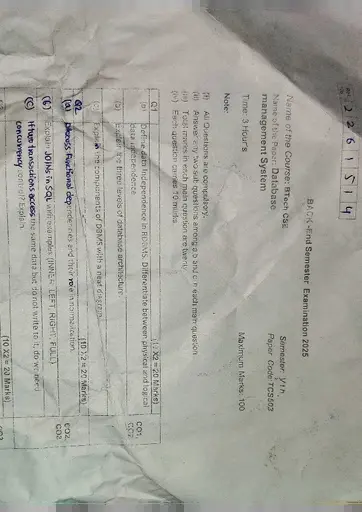 2 2 6 1 5 1 4
BACK-End Semester Examination 2025
Name of the Course: BTech CSE
Semester: Vth
Name of the Paper: Database management System
Paper Code: TCS503
Time: 3 Hour's
Maximum Marks: 100
Note:
(i) All Questions are compulsory.
(ii) Answer any two sub questions among a, b and c in each main question
(iii) Total marks in each main question are twenty
(iv) Each question carries 10 marks
Q1
(10 X2 = 20 Marks)
(a) Define data independence in RDBMS. Differentiate between physical and logical data independence
CO1,
(b) Explain the three levels of database architecture
(c) Explain the components of DBMS with a neat diagram
Q2
(10 X2 = 20 Marks)
(a) Discuss Functional dependencies and their role in normalization
CO2,
(b) Explain JOINs in SQL with examples (INNER, LEFT, RIGHT, FULL)
CO3
(c) If two transactions access the same data but do not write to it, do we need concurrency control? Explain
(10 X2 = 20 Marks)